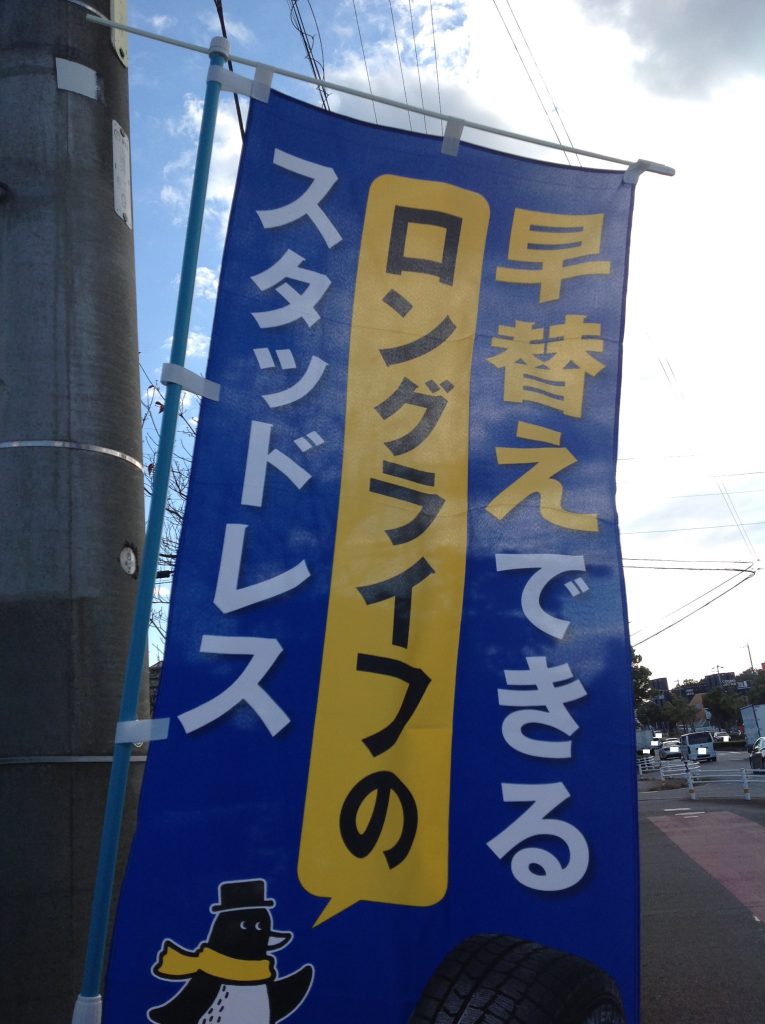 早替えできる
ロングライフの
スタッドレス